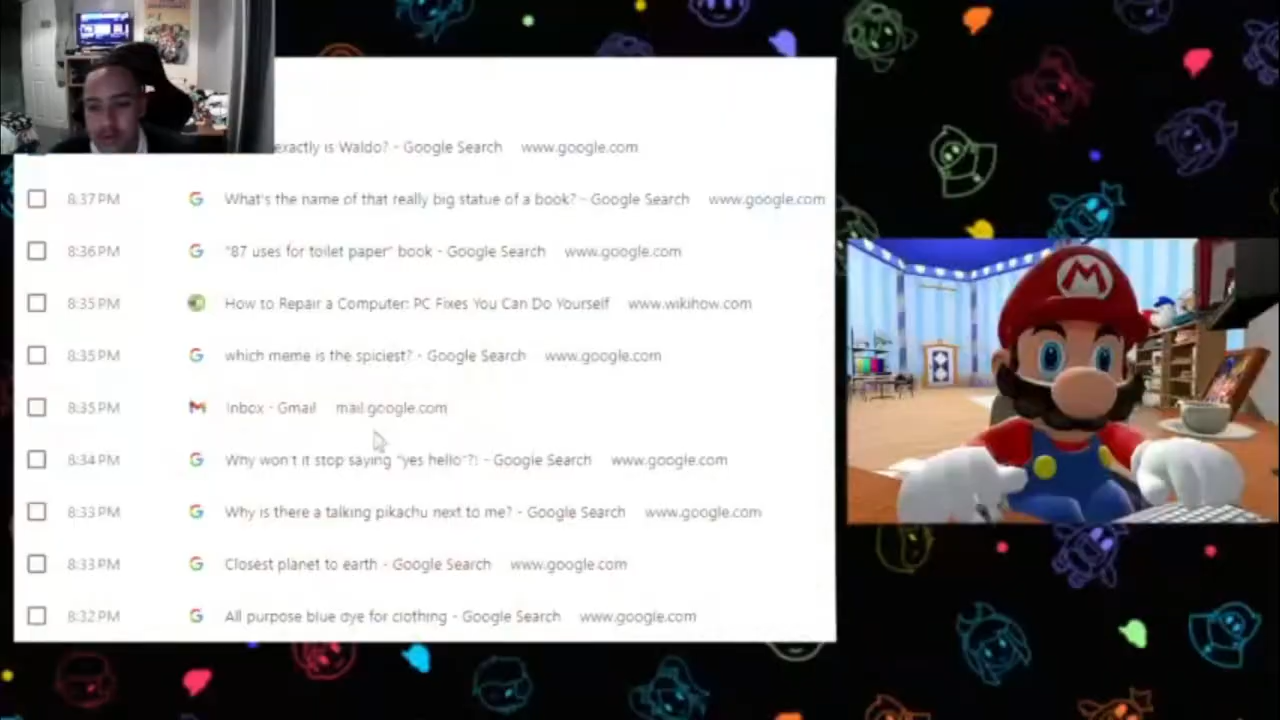 exactly is Waldo? - Google Search www.google.com
8:37 PM What's the name of that really big statue of a book? - Google Search www.google.com
8:36 PM "87 uses for toilet paper" book - Google Search www.google.com
8:35 PM How to Repair a Computer: PC Fixes You Can Do Yourself www.wikihow.com
8:35 PM which meme is the spiciest? - Google Search www.google.com
8:35 PM Inbox - Gmail mail.google.com
8:34 PM Why won't it stop saying "yes hello"?! - Google Search www.google.com
8:33 PM Why is there a talking pikachu next to me? - Google Search www.google.com
8:33 PM Closest planet to earth - Google Search www.google.com
8:32 PM All purpose blue dye for clothing - Google Search www.google.com
M